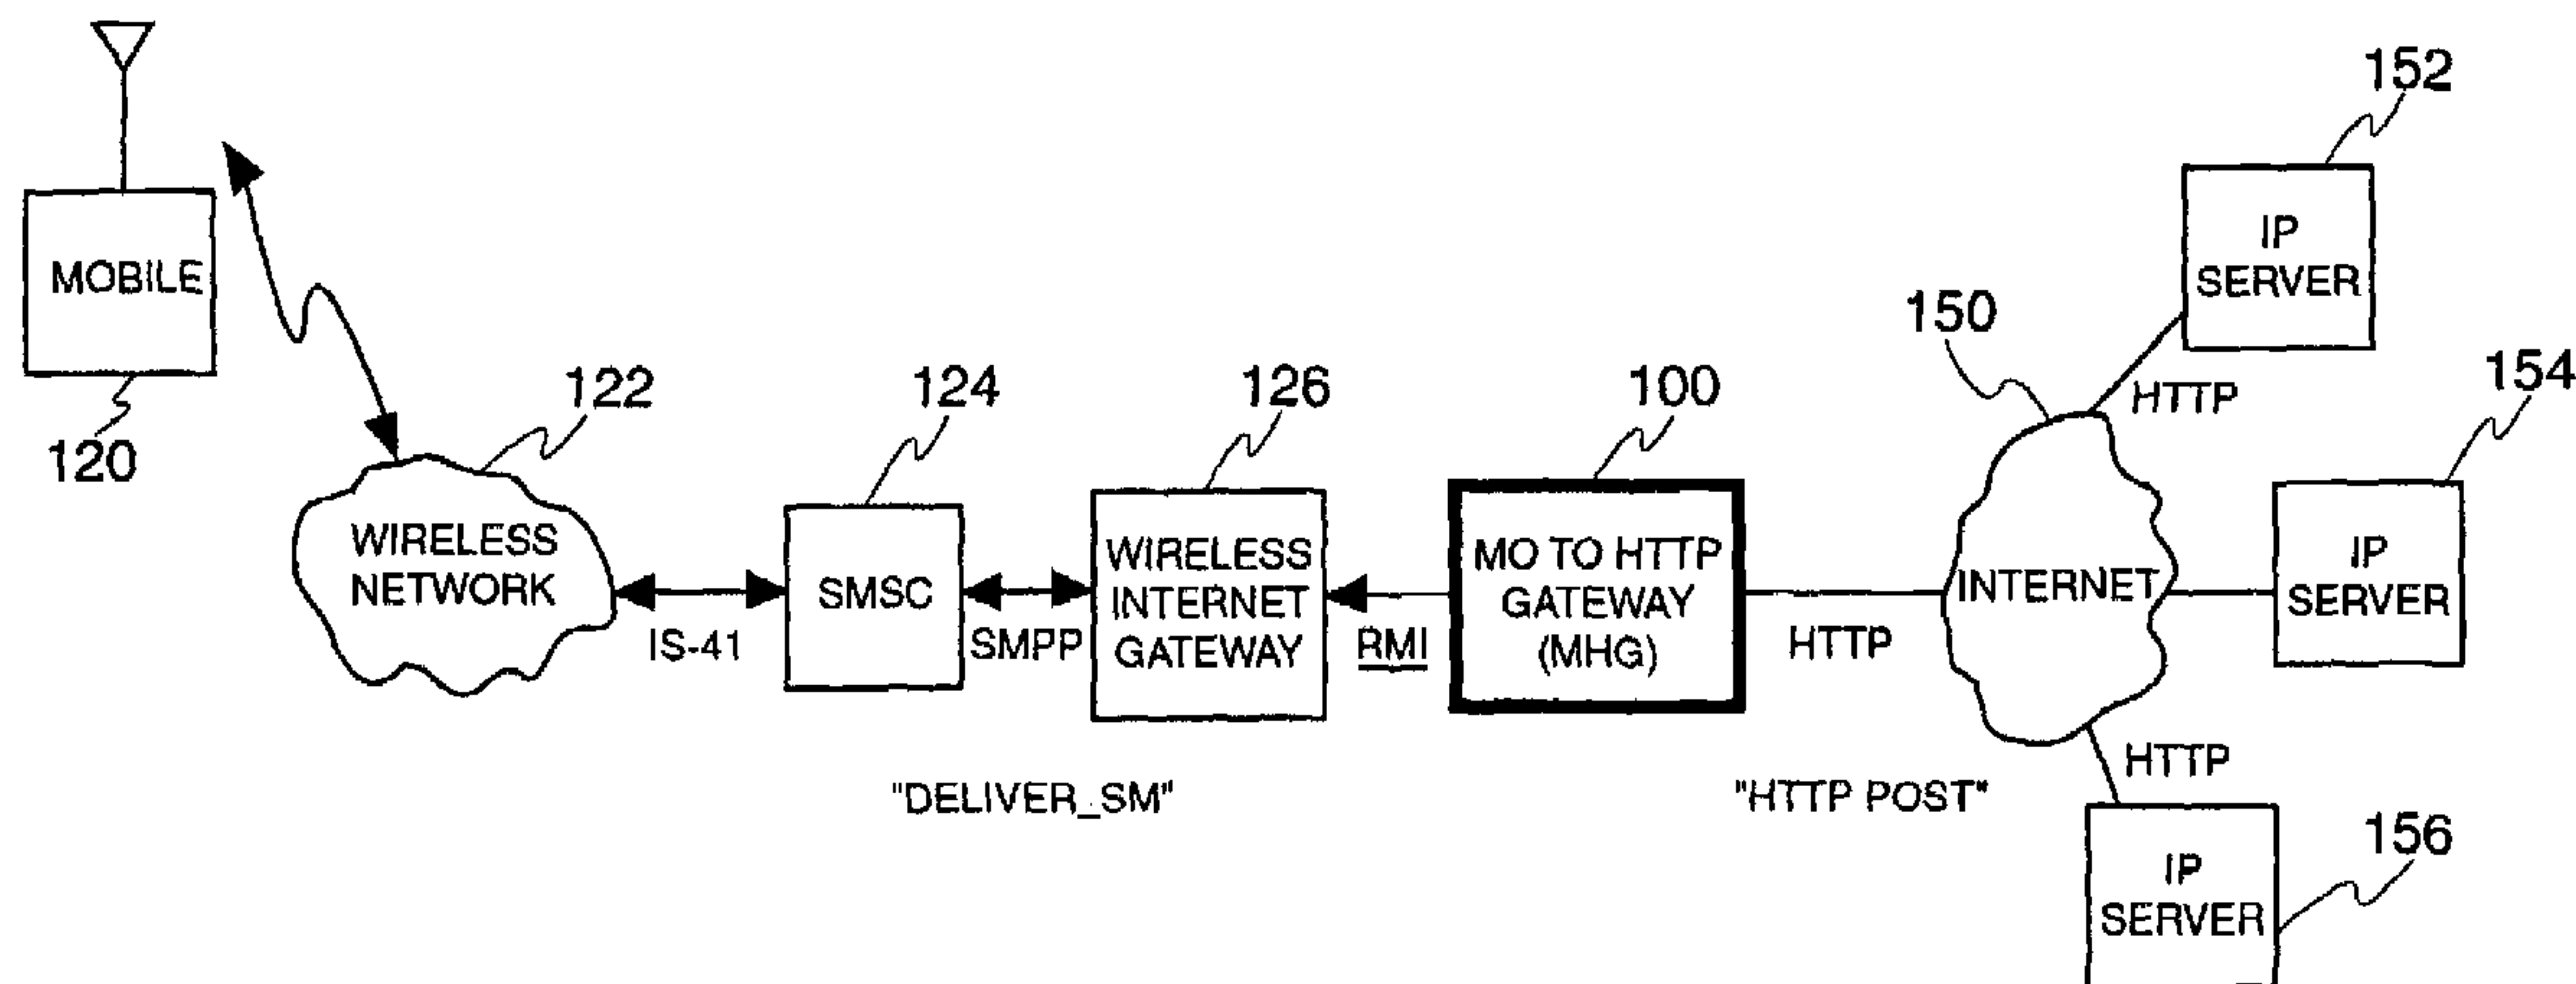 152
IP
SERVER
MOBILE
150
HTTP
154
120
122
124
126
100
WIRELESS
NETWORK
IS-41
SMSC
SMPP
WIRELESS
INTERNET
GATEWAY
RMI
MO TO HTTP
GATEWAY
(MHG)
HTTP
INTERNET
IP
SERVER
HTTP
"DELIVER_SM"
"HTTP POST"
156
IP
SERVER